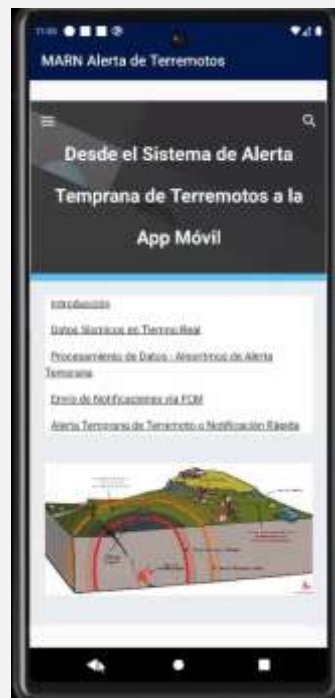 MARN Alerta de Terremotos
Desde el Sistema de Alerta
Temprana de Terremotos a la
App Móvil
Introducción
Datos Sísmicos en Tiempo Real
Procesamiento de Datos - Algoritmos de Alerta
Temprana
Envío de Notificaciones vía FCM
Alerta Temprana de Terremoto o Notificación Rápida